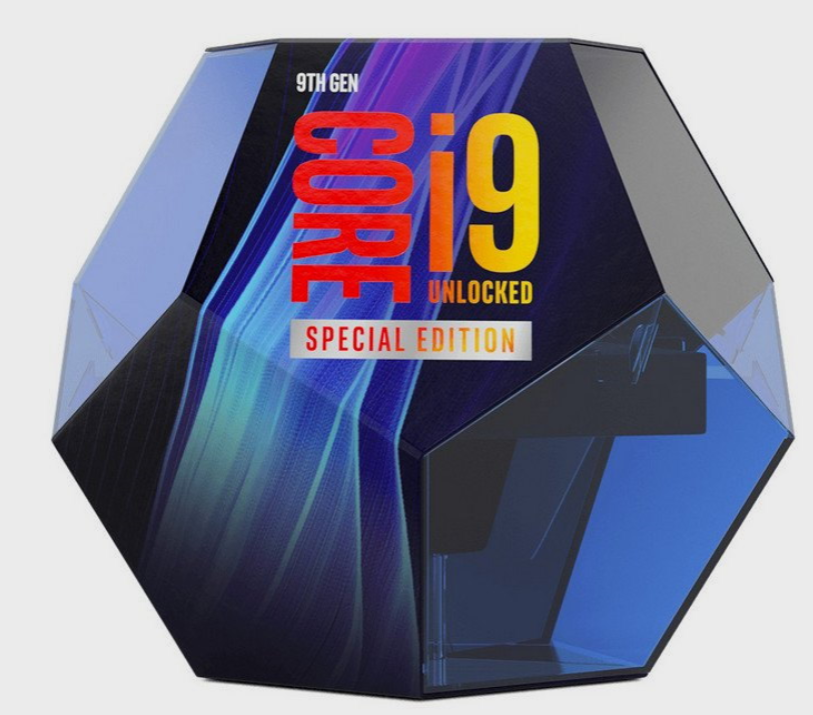 9TH GEN
CORE i9
UNLOCKED
SPECIAL EDITION